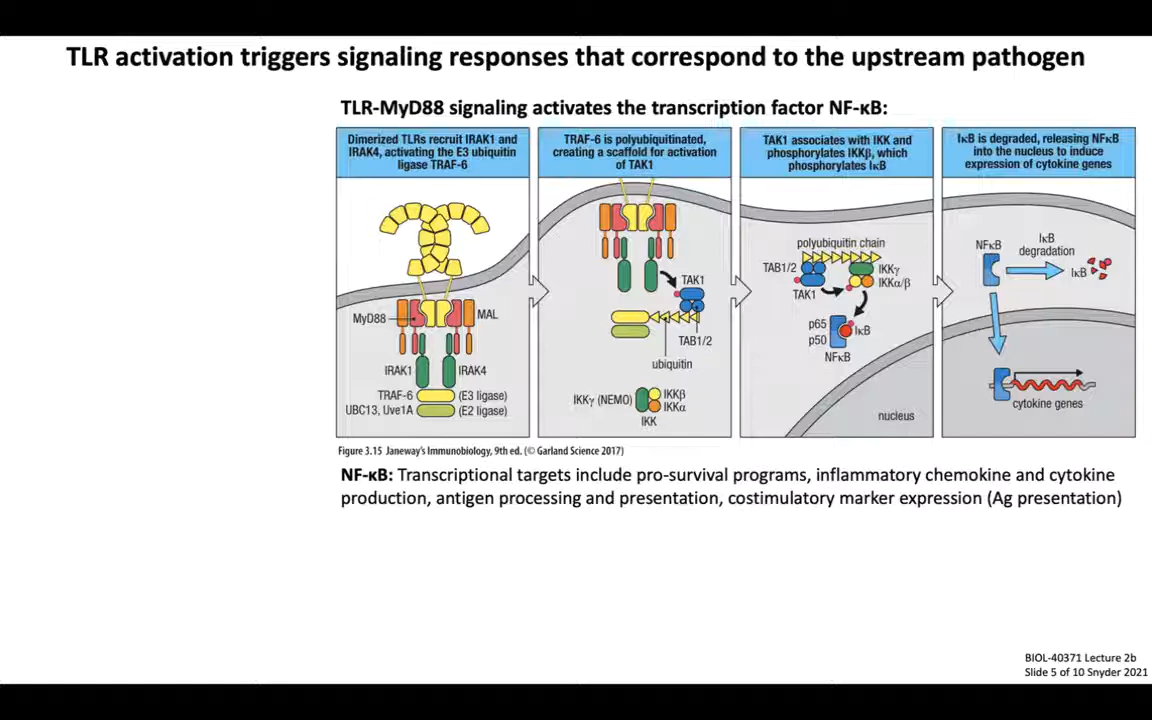 TLR activation triggers signaling responses that correspond to the upstream pathogen
TLR-MyD88 signaling activates the transcription factor NF-κB:
Dimerized TLRs recruit IRAK1 and
IRAK4, activating the E3 ubiquitin
ligase TRAF-6
MyD88
MAL
IRAK1
IRAK4
TRAF-6
(E3 ligase)
UBC13, Uve1A
(E2 ligase)
TRAF-6 is polyubiquitinated,
creating a scaffold for activation
of TAK1
TAK1
TAB1/2
ubiquitin
IKKγ (NEMO)
IKKβ
IKKα
IKK
TAK1 associates with IKK and
phosphorylates IKKβ, which
phosphorylates IκB
polyubiquitin chain
TAB1/2
IKKγ
IKKα/β
TAK1
p65
p50
IκB
NFκB
nucleus
IκB is degraded, releasing NFκB
into the nucleus to induce
expression of cytokine genes
NFκB
IκB
degradation
IκB
cytokine genes
Figure 3.15 Janeway's Immunobiology, 9th ed. (© Garland Science 2017)
NF-κB: Transcriptional targets include pro-survival programs, inflammatory chemokine and cytokine
production, antigen processing and presentation, costimulatory marker expression (Ag presentation)
BIOL-40371 Lecture 2b
Slide 5 of 10 Snyder 2021